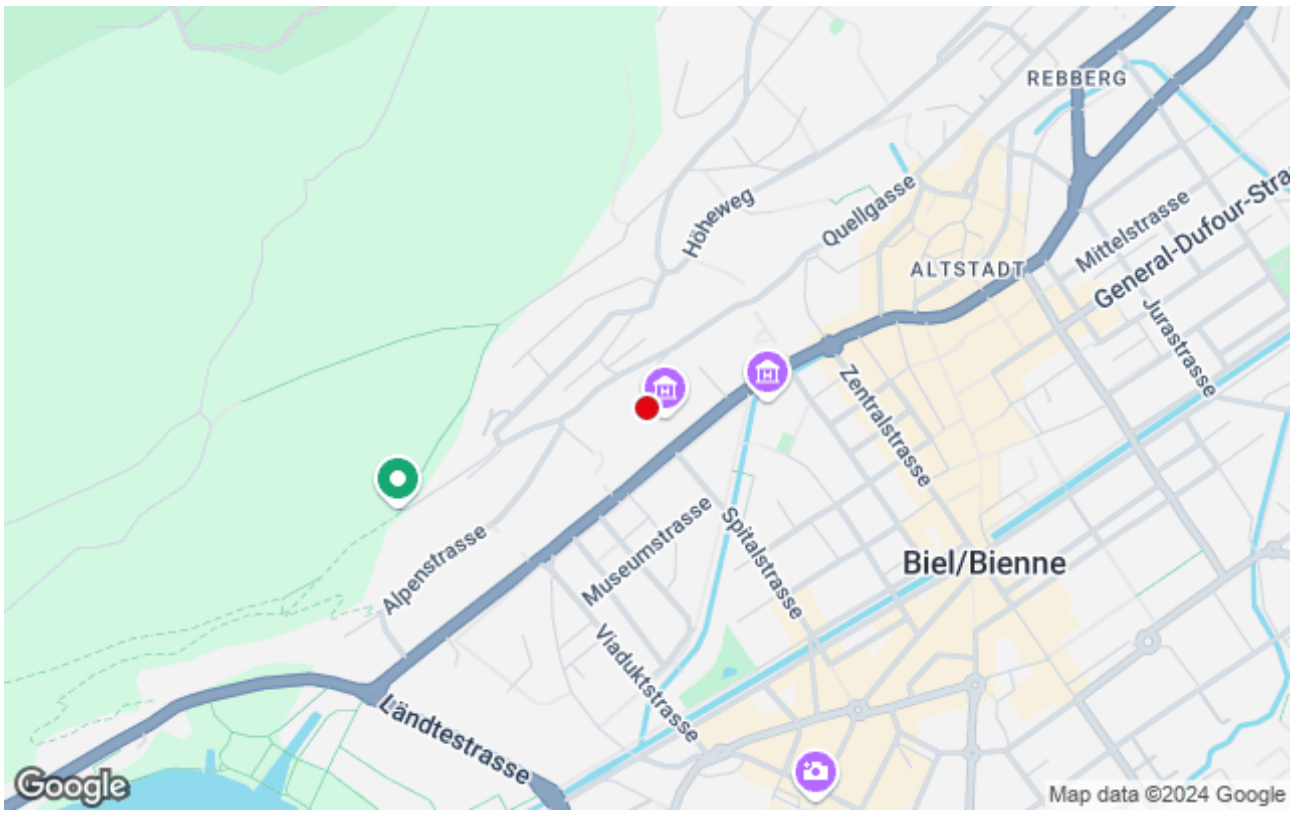 REBBERG
Höheweg
Quellgasse
Mittelstrasse
General-Dufour-Stra
ALTSTADT
Jurastrasse
Zentralstrasse
Alpenstrasse
Museumstrasse
Spitalstrasse
Biel/Bienne
Viaduktstrasse
Ländtestrasse
Google
Map data ©2024 Google